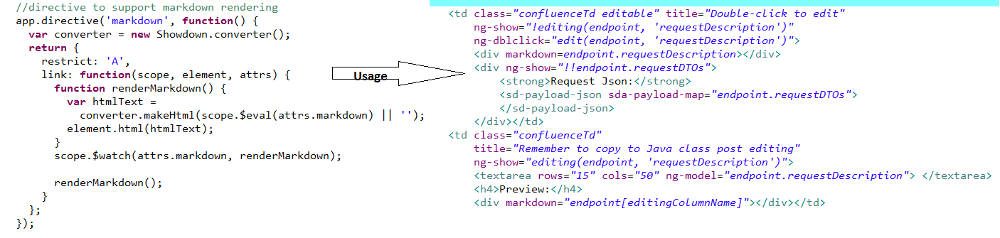 //directive to support markdown rendering
app.directive('markdown', function() {
  var converter = new Showdown.converter();
  return {
    restrict: 'A',
    link: function(scope, element, attrs) {
      function renderMarkdown() {
        var htmlText =
          converter.makeHtml(scope.$eval(attrs.markdown) || '');
        element.html(htmlText);
      }
      scope.$watch(attrs.markdown, renderMarkdown);
      renderMarkdown();
    }
  };
});
Usage
<td class="confluenceTd editable" title="Double-click to edit"
    ng-show="!editing(endpoint, 'requestDescription')"
    ng-dblclick="edit(endpoint, 'requestDescription')">
    <div markdown=endpoint.requestDescription></div>
    <div ng-show="!!endpoint.requestDTOs">
        <strong>Request Json:</strong>
        <sd-payload-json sda-payload-map="endpoint.requestDTOs">
        </sd-payload-json>
    </div></td>
<td class="confluenceTd"
    title="Remember to copy to Java class post editing"
    ng-show="editing(endpoint, 'requestDescription')">
    <textarea rows="15" cols="50" ng-model="endpoint.requestDescription"> </textarea>
    <h4>Preview:</h4>
    <div markdown="endpoint[editingColumnName]"></div></td>